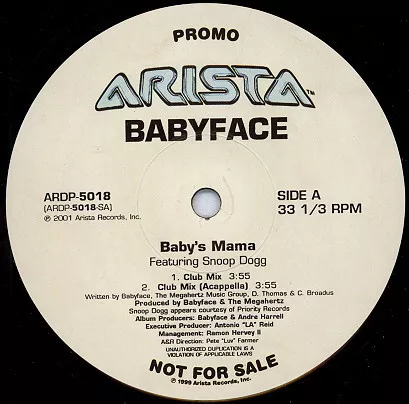 PROMO
ARISTA™
BABYFACE
ARDP-5018
(ARDP-5018-SA)
℗ 2001 Arista Records, Inc.
SIDE A
33 1/3 RPM
Baby's Mama
Featuring Snoop Dogg
1. Club Mix 3:55
2. Club Mix (Acappella) 3:55
Written by Babyface, The Megahertz Music Group, D. Thomas & C. Broadus
Produced by Babyface & The Megahertz
Snoop Dogg appears courtesy of Priority Records
Album Producers: Babyface & Andre Harrell
Executive Producer: Antonio "LA" Reid
Management: Ramon Hervey II
A&R Direction: Pete "Luv" Farmer
UNAUTHORIZED DUPLICATION IS A
VIOLATION OF APPLICABLE LAWS
NOT FOR SALE
℗ 1999 Arista Records, Inc.